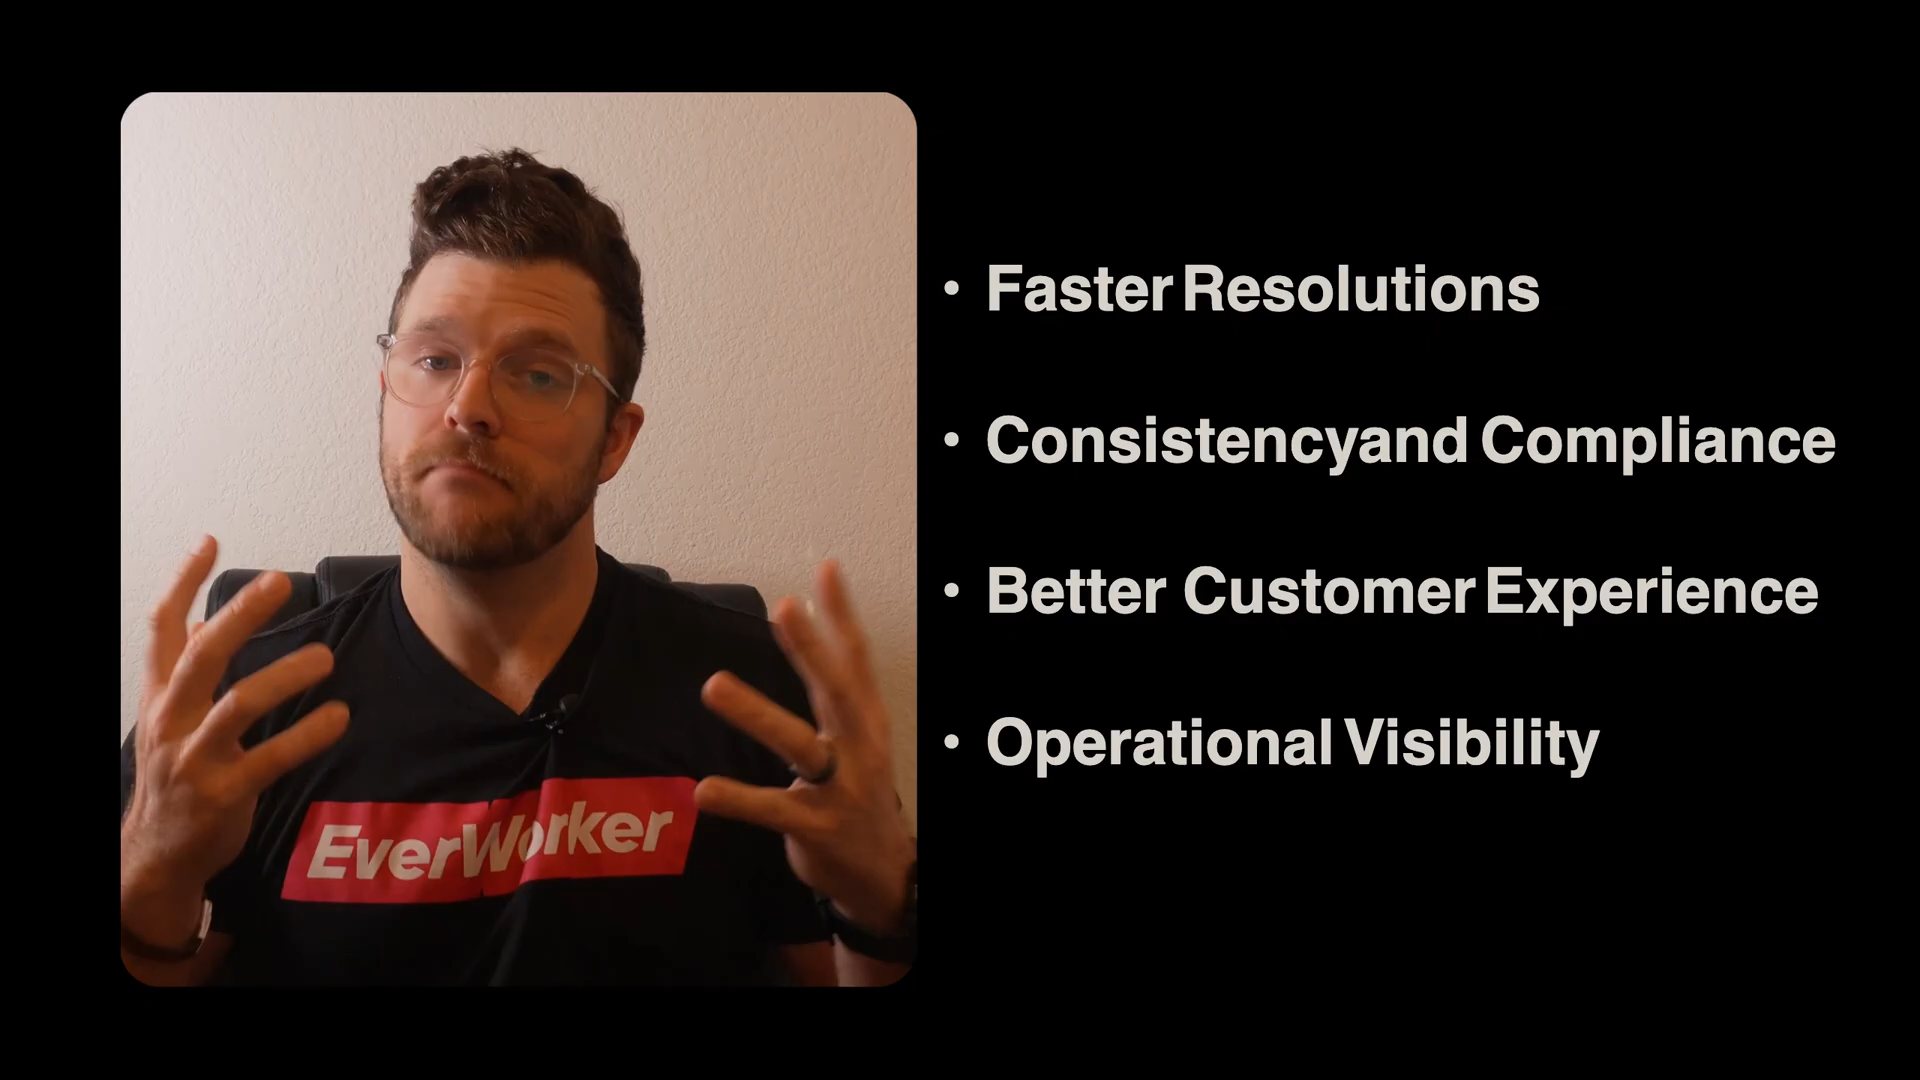 EverWorker
• Faster Resolutions
• Consistencyand Compliance
• Better Customer Experience
• Operational Visibility